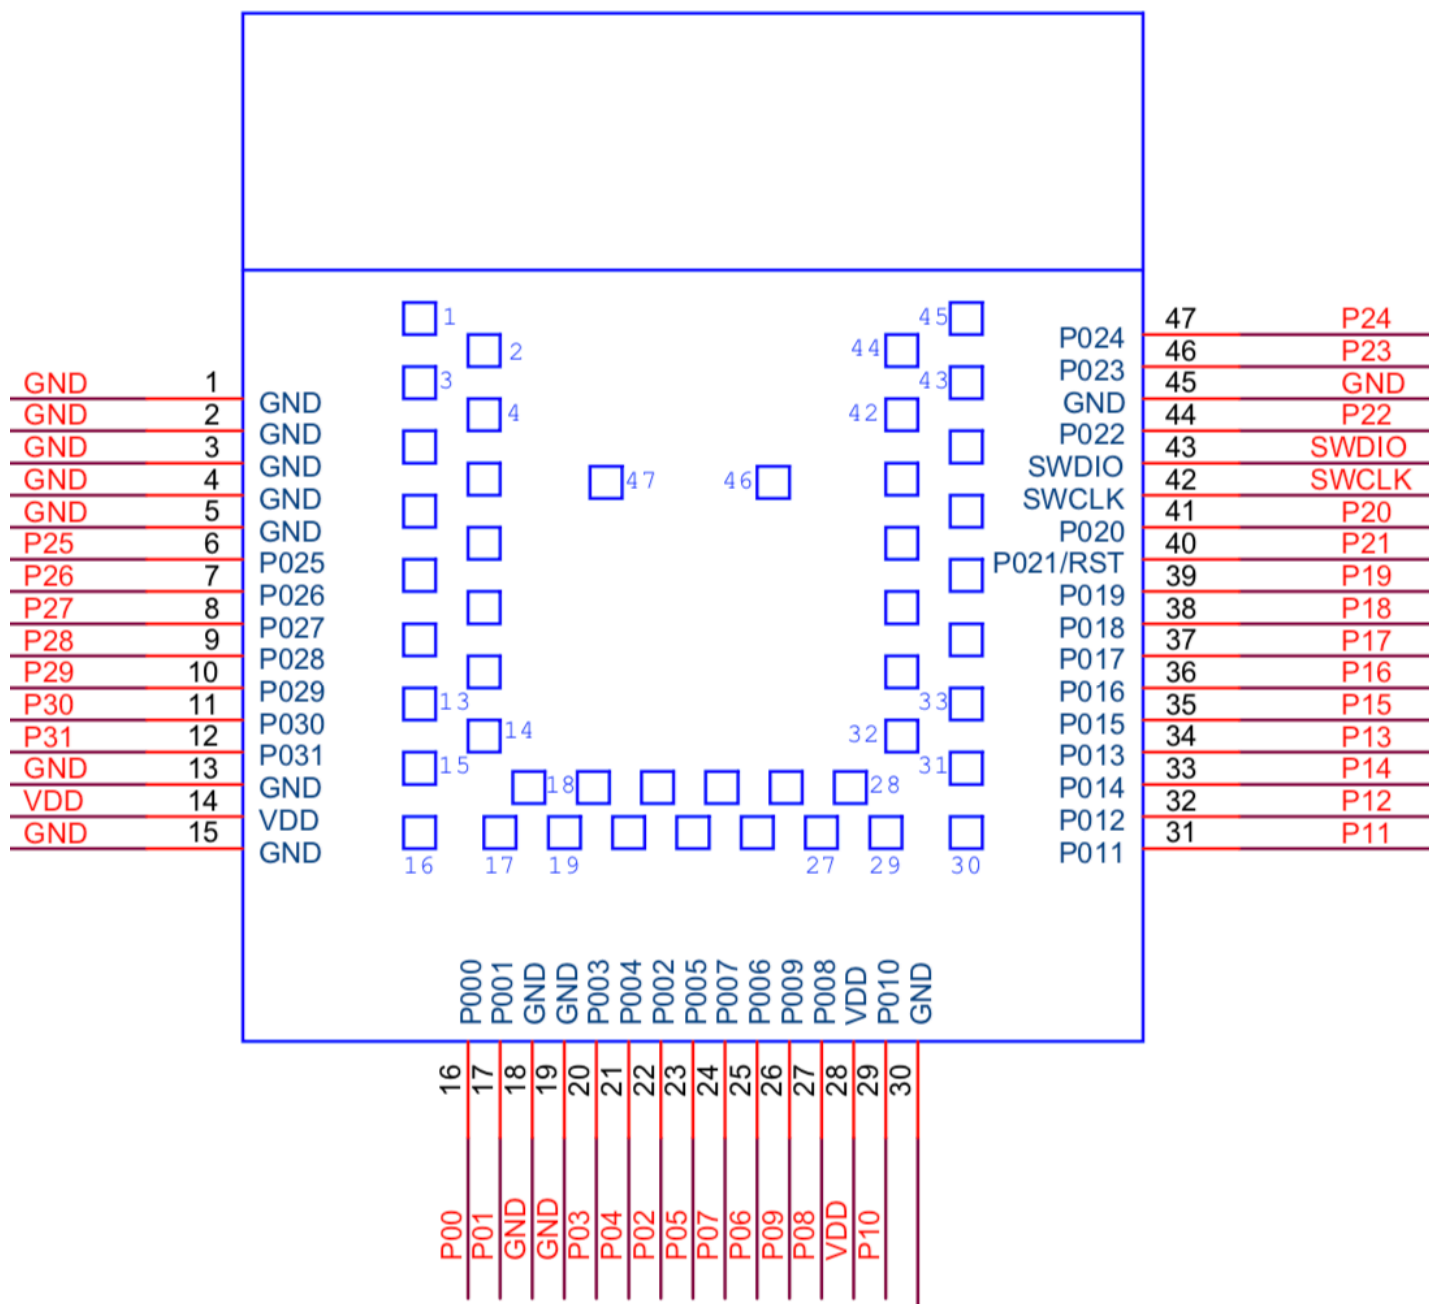 1
45
2
44
3
43
4
42
47
46
13
33
14
32
15
31
18
28
16
17
19
27
29
30
GND 1 GND
GND 2 GND
GND 3 GND
GND 4 GND
GND 5 GND
P25 6 P025
P26 7 P026
P27 8 P027
P28 9 P028
P29 10 P029
P30 11 P030
P31 12 P031
GND 13 GND
VDD 14 VDD
GND 15 GND
P024 47 P24
P023 46 P23
GND 45 GND
P022 44 P22
SWDIO 43 SWDIO
SWCLK 42 SWCLK
P020 41 P20
P021/RST 40 P21
P019 39 P19
P018 38 P18
P017 37 P17
P016 36 P16
P015 35 P15
P013 34 P13
P014 33 P14
P012 32 P12
P011 31 P11
P000 16 P00
P001 17 P01
GND 18 GND
GND 19 GND
P003 20 P03
P004 21 P04
P002 22 P02
P005 23 P05
P007 24 P07
P006 25 P06
P009 26 P09
P008 27 P08
VDD 28 VDD
P010 29 P10
GND 30